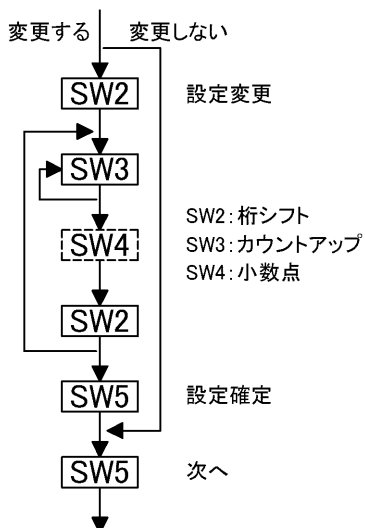 変更する 変更しない
SW2 設定変更
SW3
SW2:桁シフト
SW4 SW3:カウントアップ
SW4:小数点
SW2
SW5 設定確定
SW5 次へ